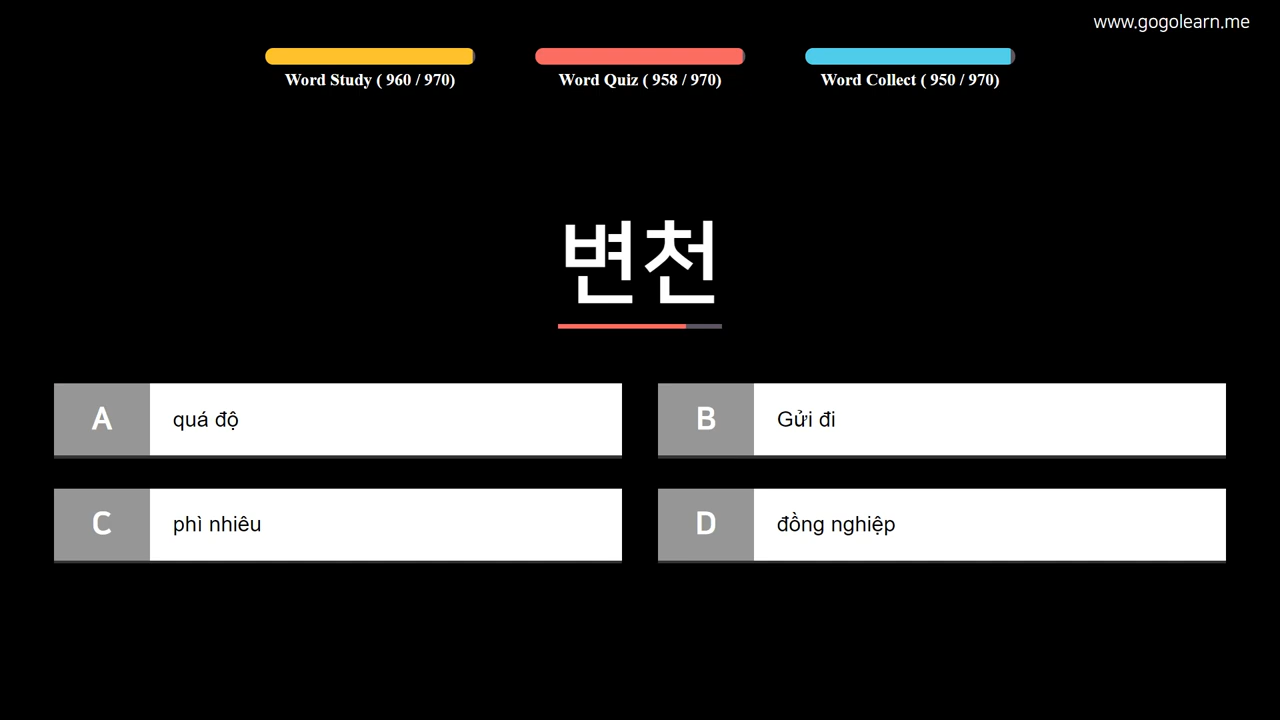 www.gogolearn.me
Word Study ( 960 / 970)
Word Quiz ( 958 / 970)
Word Collect ( 950 / 970)
변천
A quá độ
B Gửi đi
C phì nhiêu
D đồng nghiệp